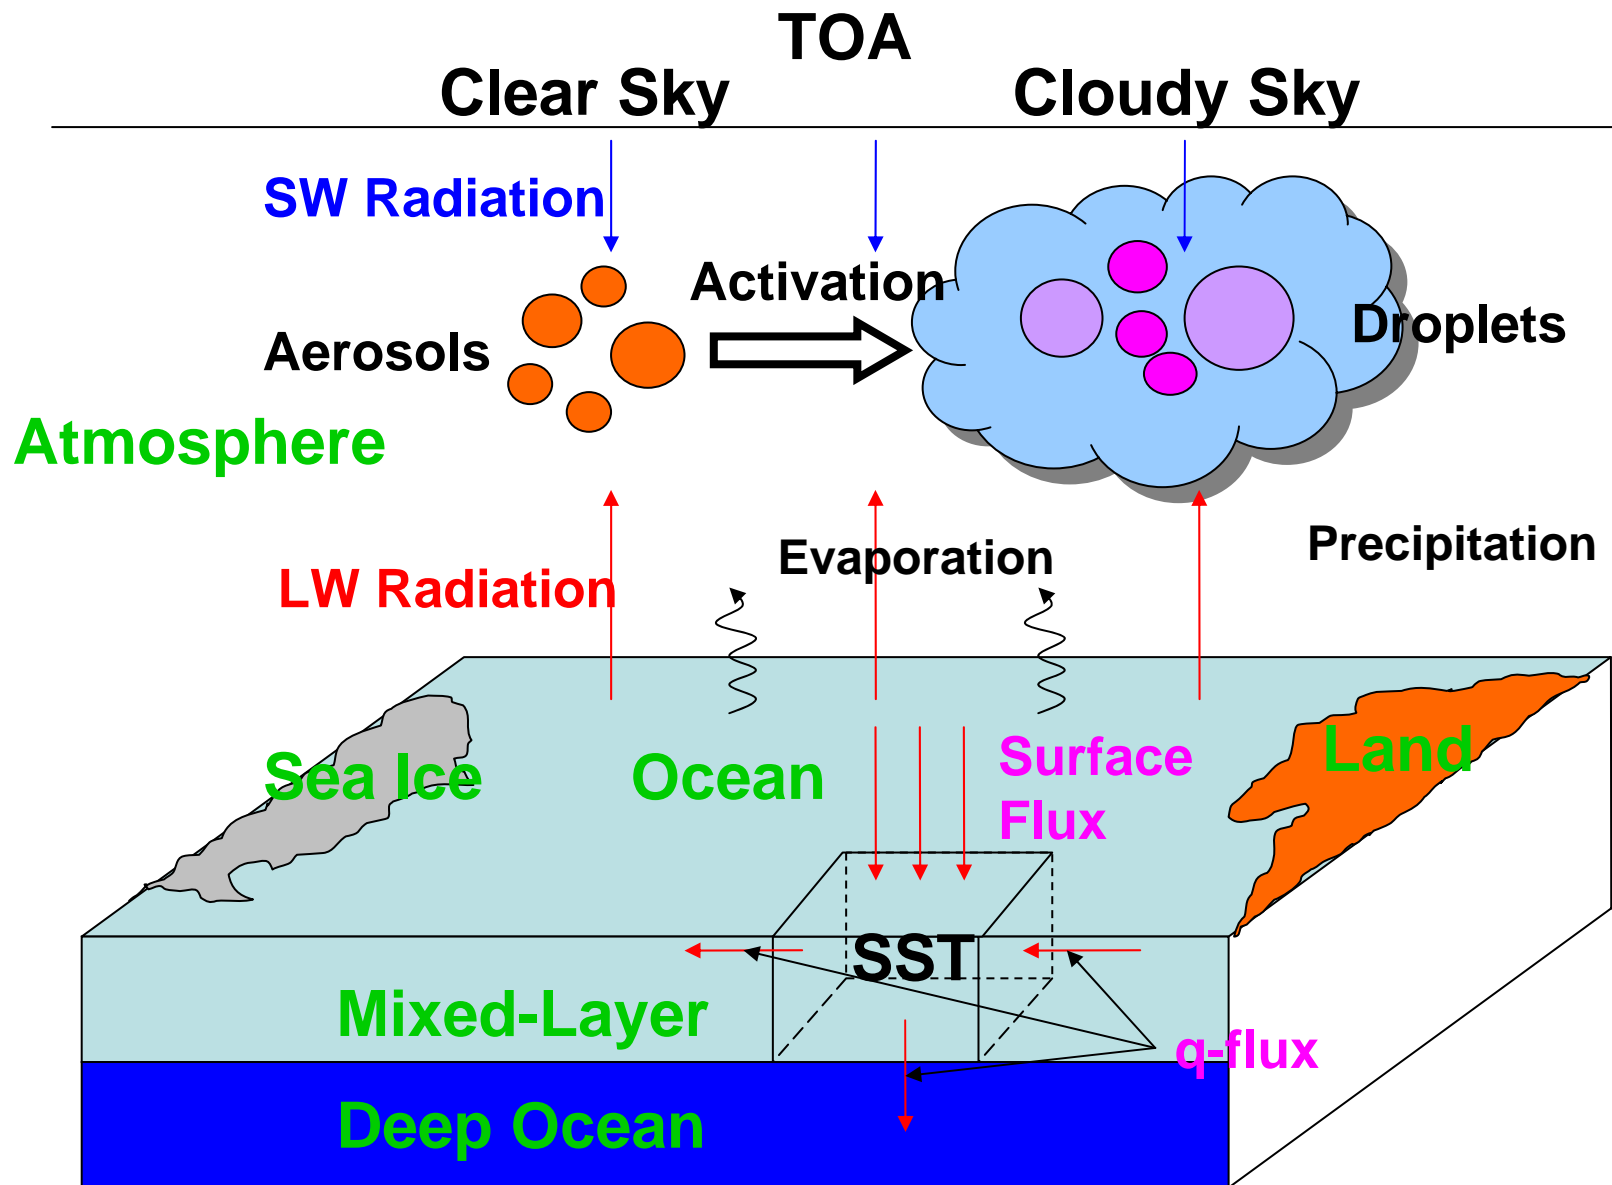 TOA
Clear Sky
Cloudy Sky
SW Radiation
Activation
Aerosols
Droplets
Atmosphere
Evaporation
Precipitation
LW Radiation
Sea Ice
Ocean
Surface
Flux
Land
SST
Mixed-Layer
q-flux
Deep Ocean